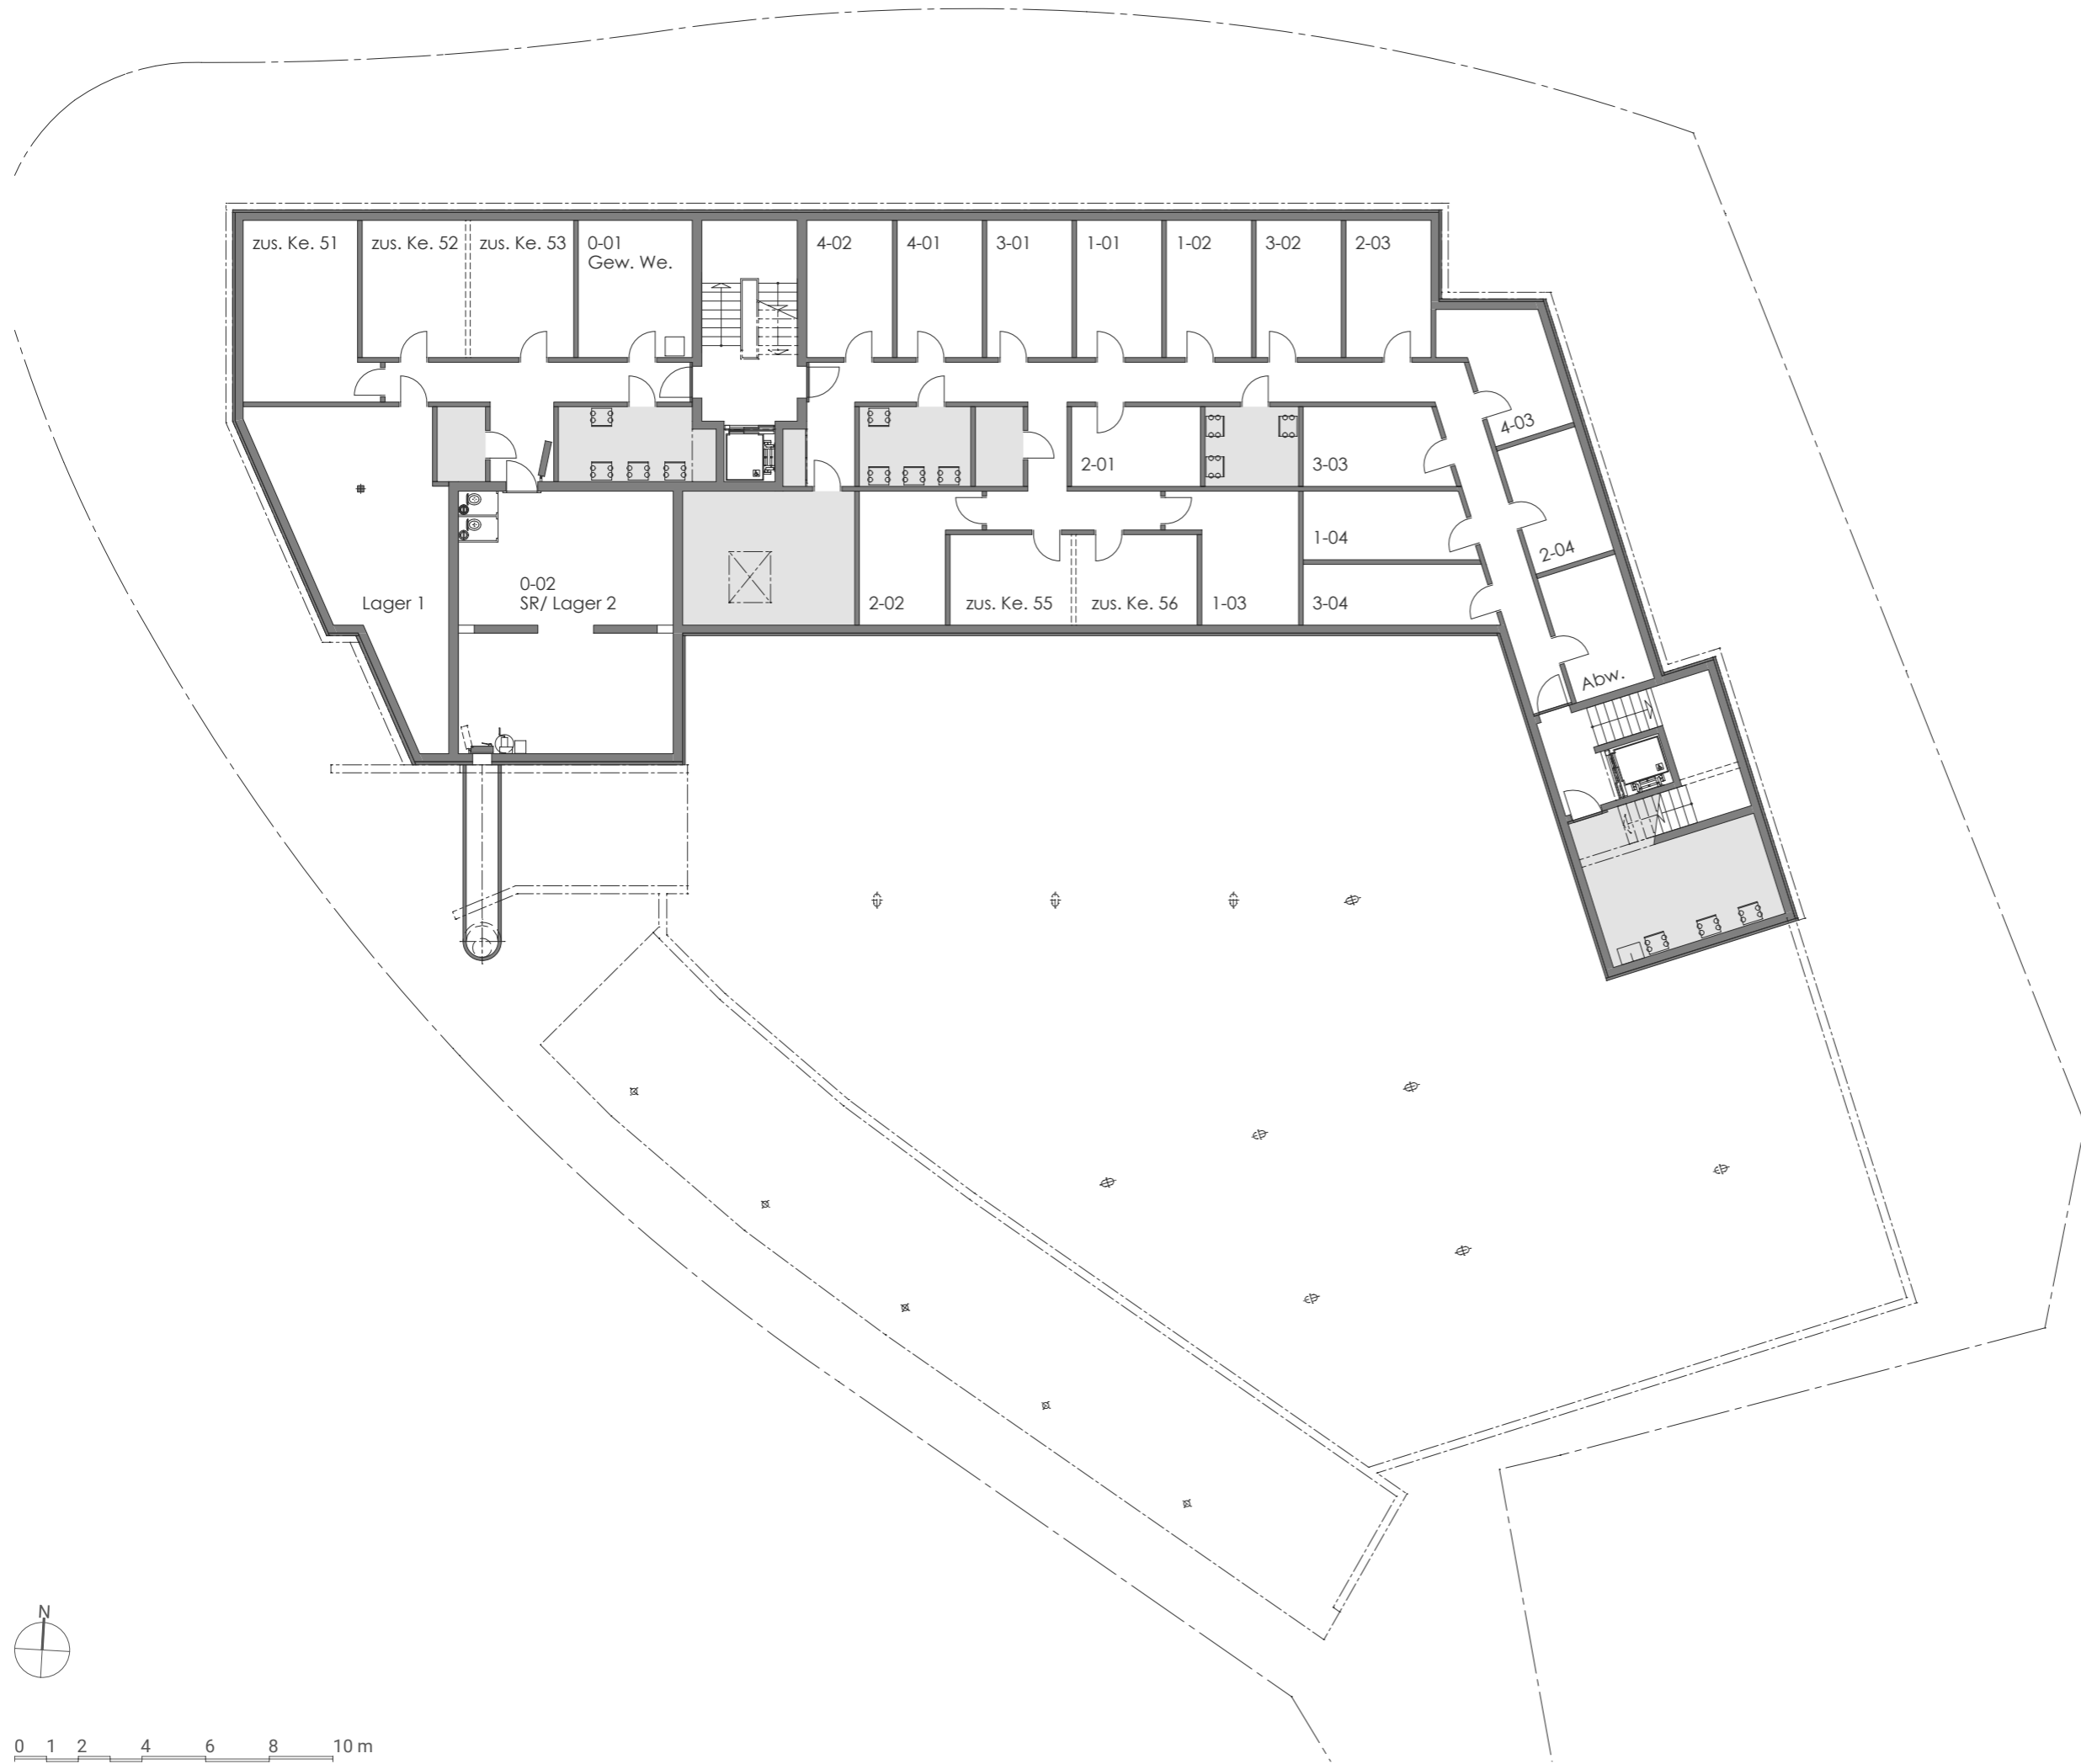 zus. Ke. 51
zus. Ke. 52
zus. Ke. 53
0-01
Gew. We.
4-02
4-01
3-01
1-01
1-02
3-02
2-03
4-03
2-01
3-03
1-04
2-04
0-02
SR/ Lager 2
Lager 1
2-02
zus. Ke. 55
zus. Ke. 56
1-03
3-04
Abw.
N
0 1 2 4 6 8 10 m